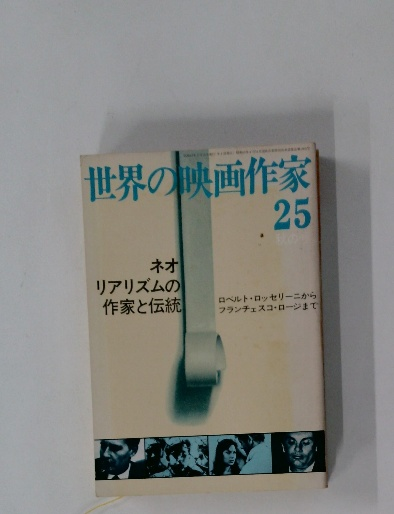 世界の映画作家
25
ネオ
リアリズムの
作家と伝統
ロベルト・ロッセリーニから
フランチェスコ・ロージまで